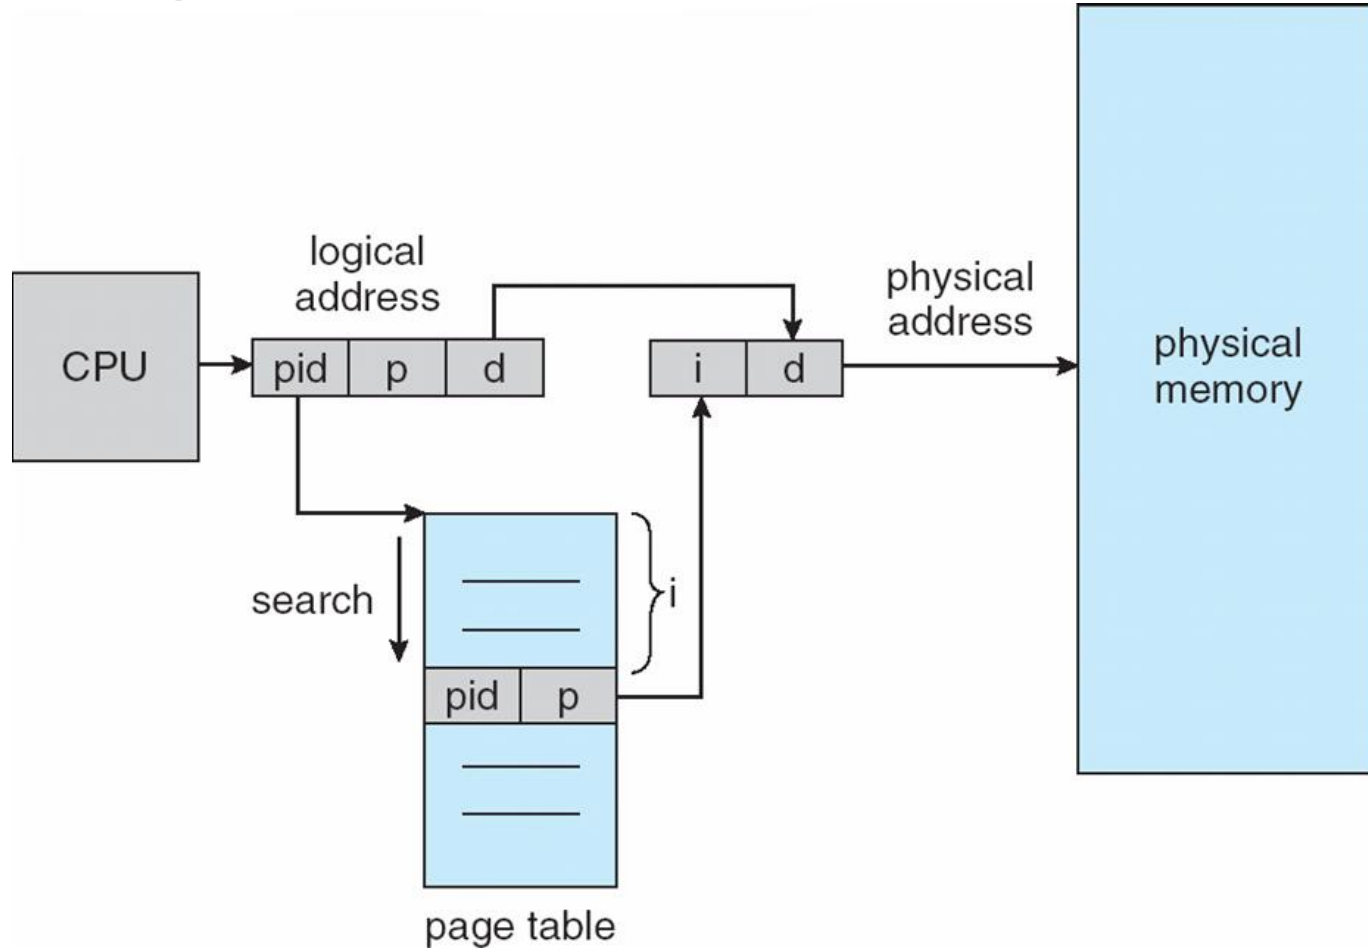 logical
address
physical
address
CPU
pid
p
d
i
d
physical
memory
search
i
pid
p
page table